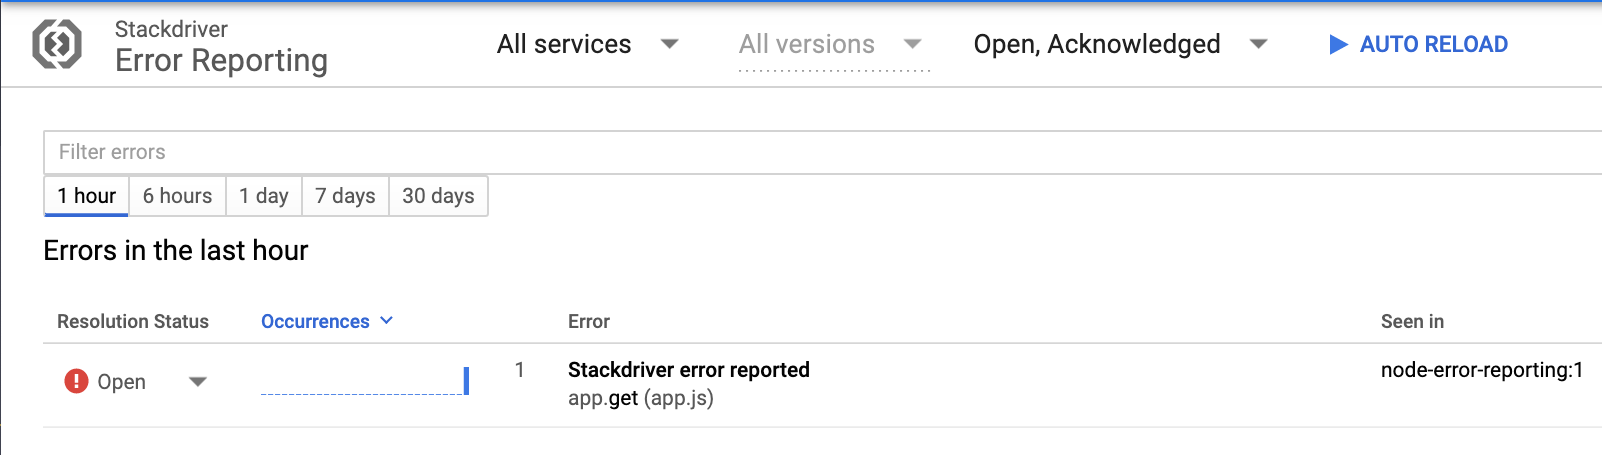 Stackdriver
Error Reporting
All services
All versions
Open, Acknowledged
AUTO RELOAD
Filter errors
1 hour 6 hours 1 day 7 days 30 days
Errors in the last hour
Resolution Status Occurrences Error Seen in
Open 1 Stackdriver error reported node-error-reporting:1
app.get (app.js)